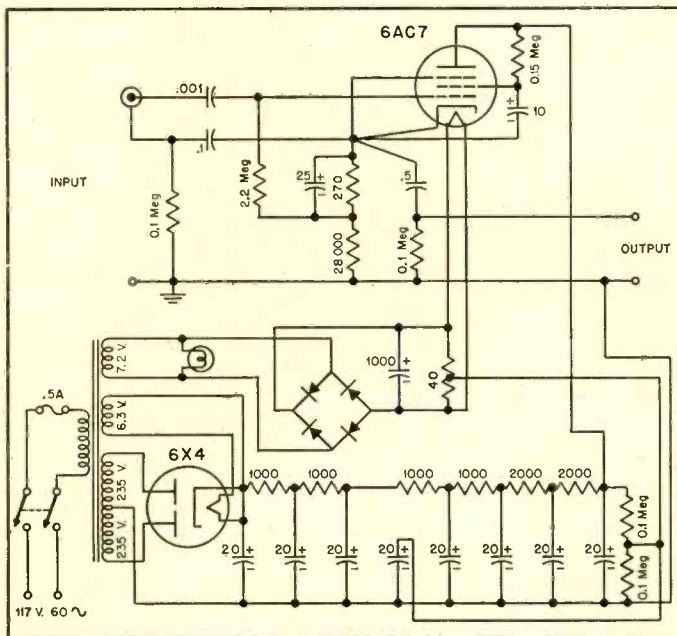 6AC7
.001
0.15 Meg
+
10
.1
INPUT
0.1 Meg
2.2 Meg
25 +
270
28000
.5
0.1 Meg
OUTPUT
7.2 V.
1000 +
40
.5A
6.3 V.
6X4
235 V.
235 V.
1000
1000
1000
1000
2000
2000
0.1 Meg
0.1 Meg
20 +
20 +
20 +
20 +
20 +
20 +
20 +
20 +
117 V. 60 ∿